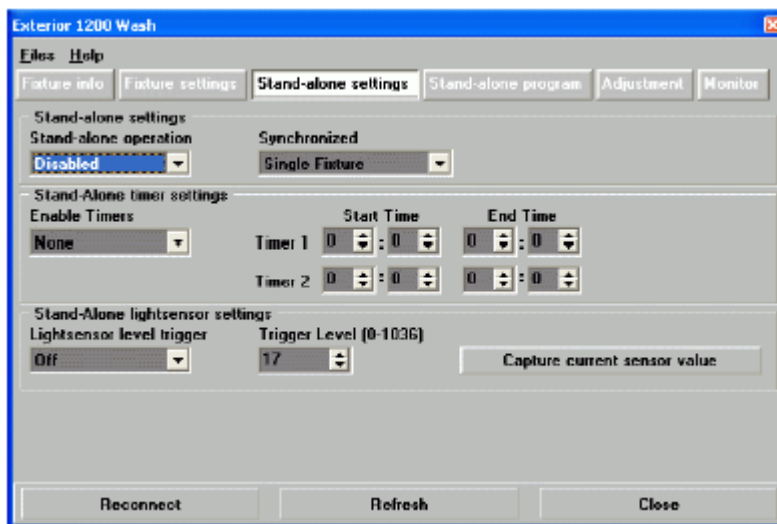 Exterior 1200 Wash
Files Help
Fixture info Fixture settings Stand-alone settings Stand-alone program Adjustment Monitor
Stand-alone settings
Stand-alone operation Synchronized
Disabled Single Fixture
Stand-Alone timer settings
Enable Timers Start Time End Time
None Timer 1 0 : 0 0 : 0
Timer 2 0 : 0 0 : 0
Stand-Alone lightsensor settings
Lightsensor level trigger Trigger Level (0-1036)
Off 17 Capture current sensor value
Reconnect Refresh Close